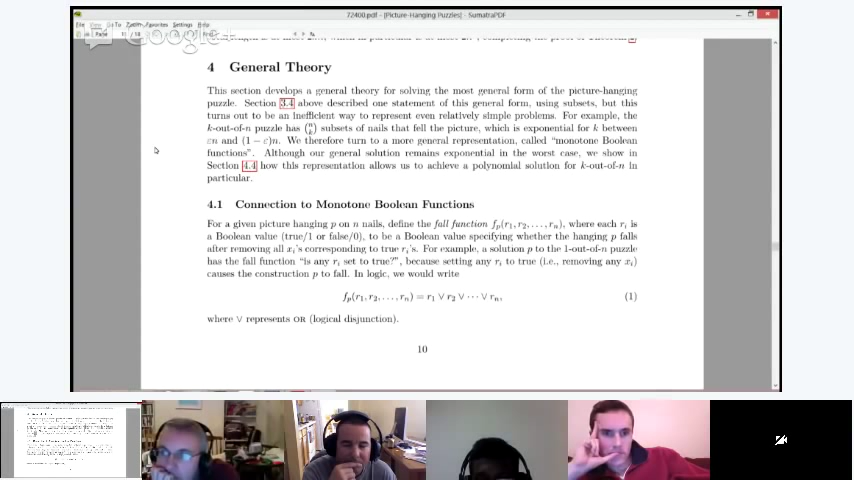 72400.pdf - [Picture-Hanging Puzzles] - SumatraPDF
File View Go To Zoom Favorites Settings Help
Google+
Page:
4 General Theory
This section develops a general theory for solving the most general form of the picture-hanging
puzzle. Section 3.4 above described one statement of this general form, using subsets, but this
turns out to be an inefficient way to represent even relatively simple problems. For example, the
k-out-of-n puzzle has (n k) subsets of nails that fell the picture, which is exponential for k between
εn and (1 − ε)n. We therefore turn to a more general representation, called “monotone Boolean
functions”. Although our general solution remains exponential in the worst case, we show in
Section 4.4 how this representation allows us to achieve a polynomial solution for k-out-of-n in
particular.
4.1 Connection to Monotone Boolean Functions
For a given picture hanging p on n nails, define the fall function fp(r1, r2, . . . , rn), where each ri is
a Boolean value (true/1 or false/0), to be a Boolean value specifying whether the hanging p falls
after removing all xi’s corresponding to true ri’s. For example, a solution p to the 1-out-of-n puzzle
has the fall function “is any ri set to true?”, because setting any ri to true (i.e., removing any xi)
causes the construction p to fall. In logic, we would write
fp(r1, r2, . . . , rn) = r1 ∨ r2 ∨ · · · ∨ rn, (1)
where ∨ represents OR (logical disjunction).
10